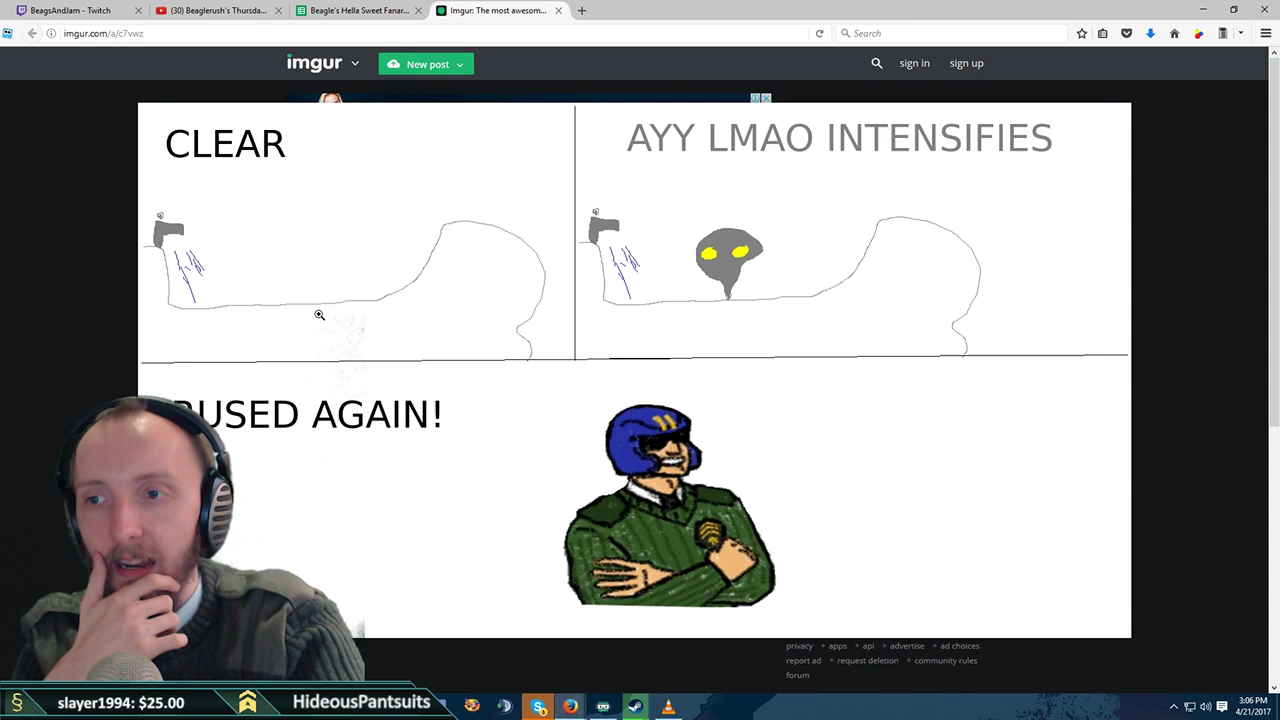 BeagsAndJam - Twitch
(30) Beaglerush's Thursda...
Beagle's Hella Sweet Fanar...
Imgur: The most awesom...
imgur.com/a/c7vwz
Search
imgur
New post
sign in
sign up
CLEAR
AYY LMAO INTENSIFIES
AGAIN!
privacy • apps • api • advertise • ad choices
report ad • request deletion • community rules
forum
slayer1994: $25.00
HideousPantsuits
3:06 PM
4/21/2017